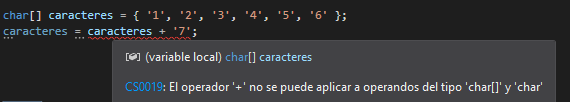 char[] caracteres = { '1', '2', '3', '4', '5', '6' };
caracteres = caracteres + '7';
(variable local) char[] caracteres
CS0019: El operador '+' no se puede aplicar a operandos del tipo 'char[]' y 'char'